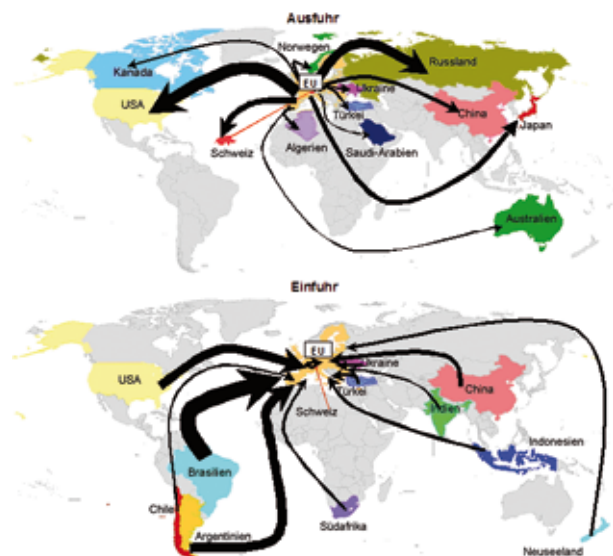 Ausfuhr
Norwegen
Kanada
EU
Russland
USA
Ukraine
Türkei
China
Japan
Schweiz
Algerien
Saudi-Arabien
Australien
Einfuhr
EU
USA
Ukraine
Türkei
China
Schweiz
Indien
Brasilien
Indonesien
Chile
Argentinien
Südafrika
Neuseeland